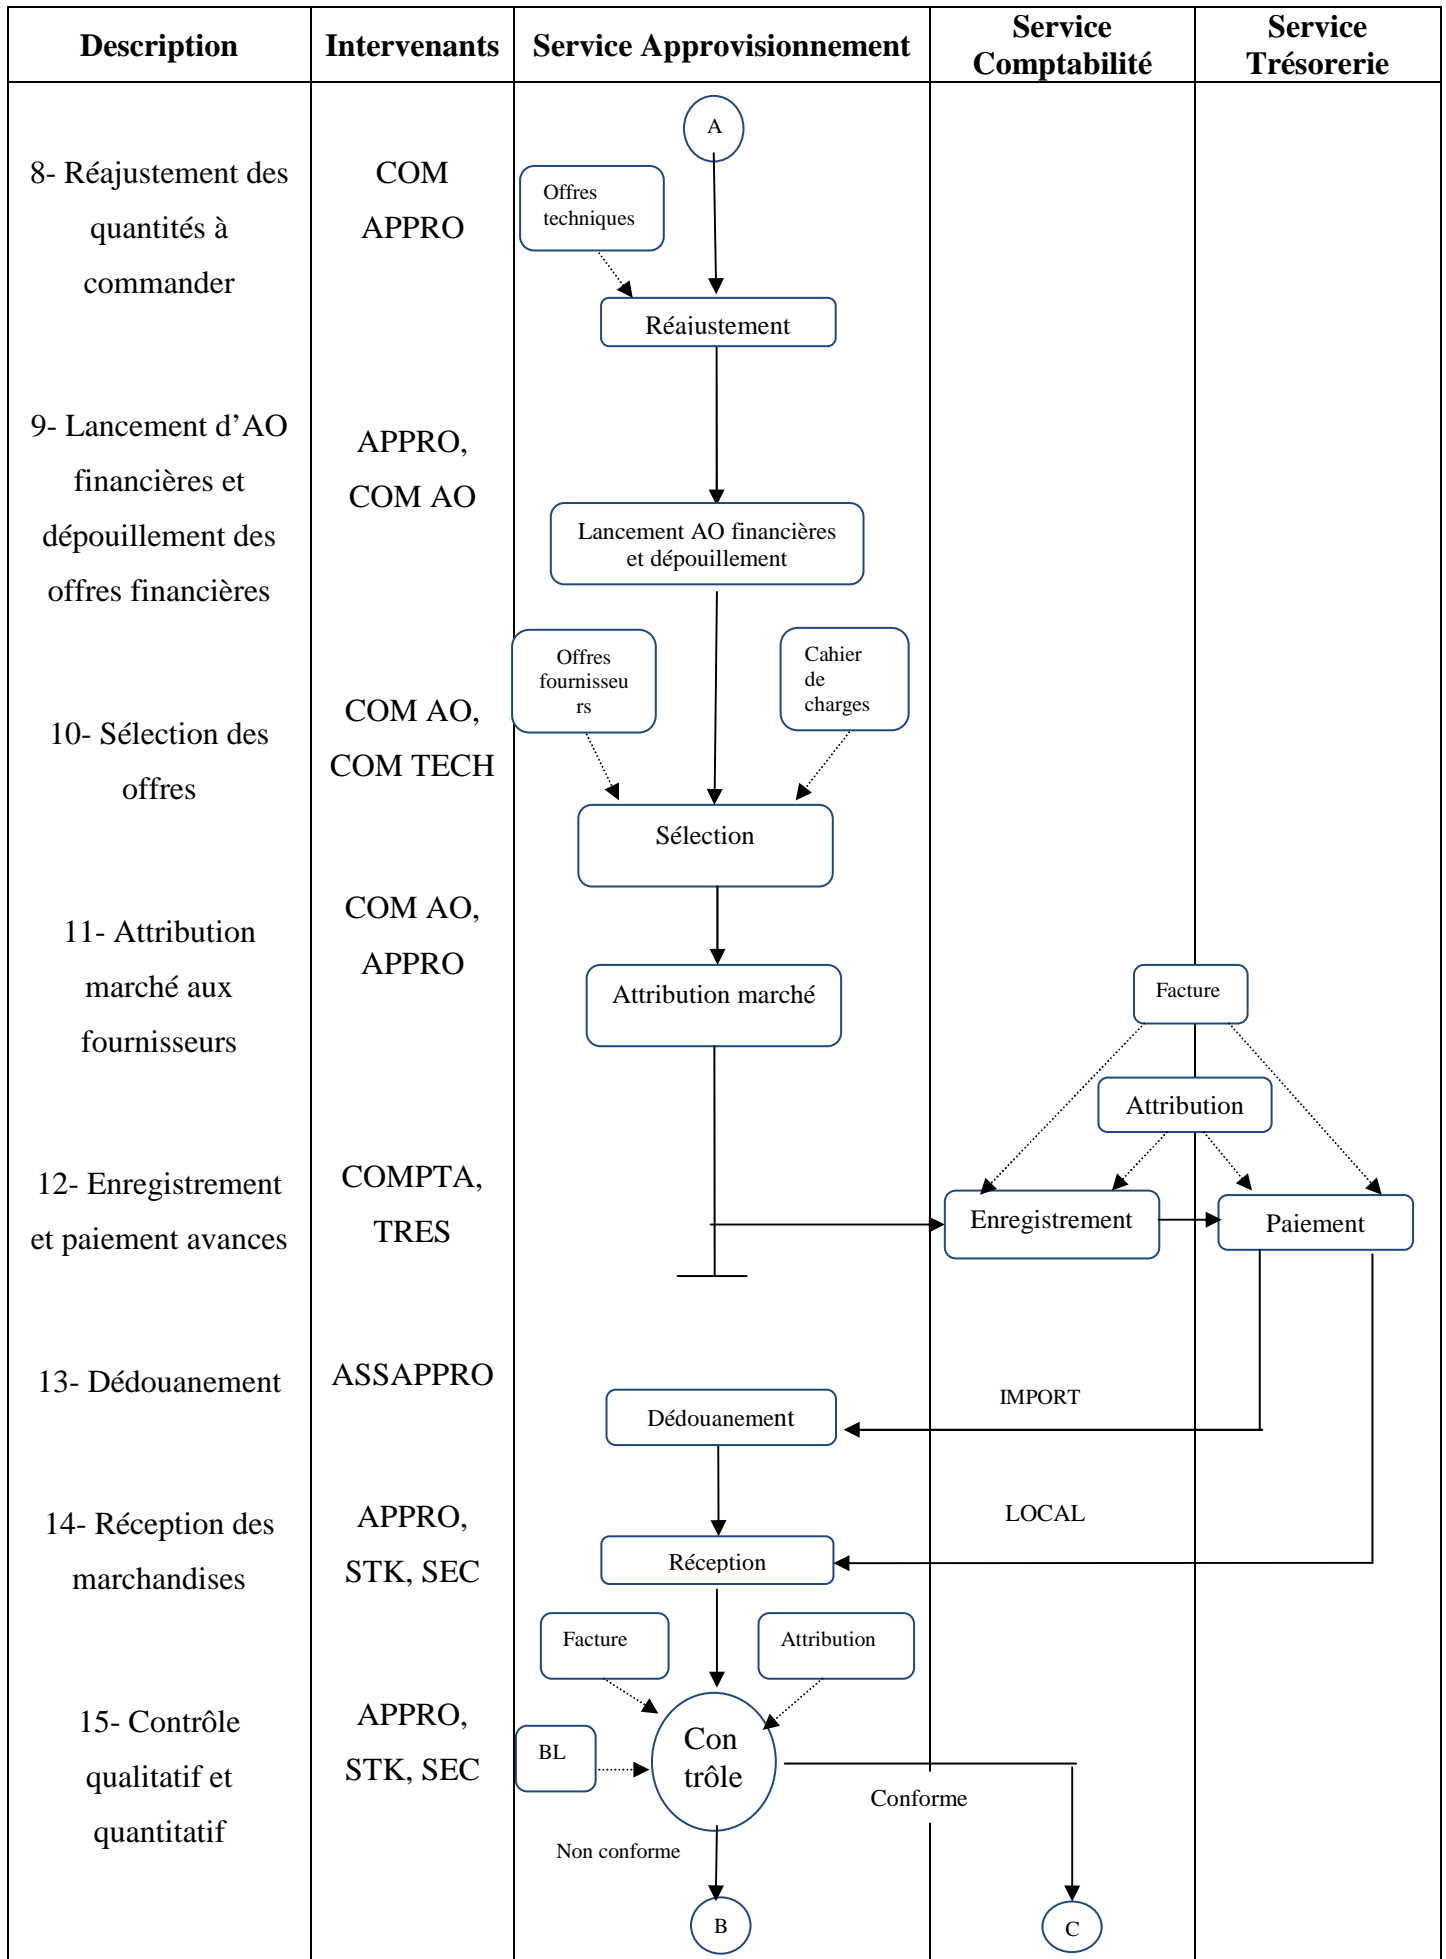 Description
Intervenants
Service Approvisionnement
Service
Comptabilité
Service
Trésorerie
A
8- Réajustement des
quantités à
commander
COM
APPRO
Offres
techniques
Réajustement
9- Lancement d’AO
financières et
dépouillement des
offres financières
APPRO,
COM AO
Lancement AO financières
et dépouillement
Offres
fournisseu
rs
Cahier
de
charges
10- Sélection des
offres
COM AO,
COM TECH
Sélection
11- Attribution
marché aux
fournisseurs
COM AO,
APPRO
Attribution marché
Facture
Attribution
12- Enregistrement
et paiement avances
COMPTA,
TRES
Enregistrement
Paiement
13- Dédouanement
ASSAPPRO
Dédouanement
IMPORT
14- Réception des
marchandises
APPRO,
STK, SEC
Réception
LOCAL
Facture
Attribution
15- Contrôle
qualitatif et
quantitatif
APPRO,
STK, SEC
BL
Con
trôle
Conforme
Non conforme
B
C